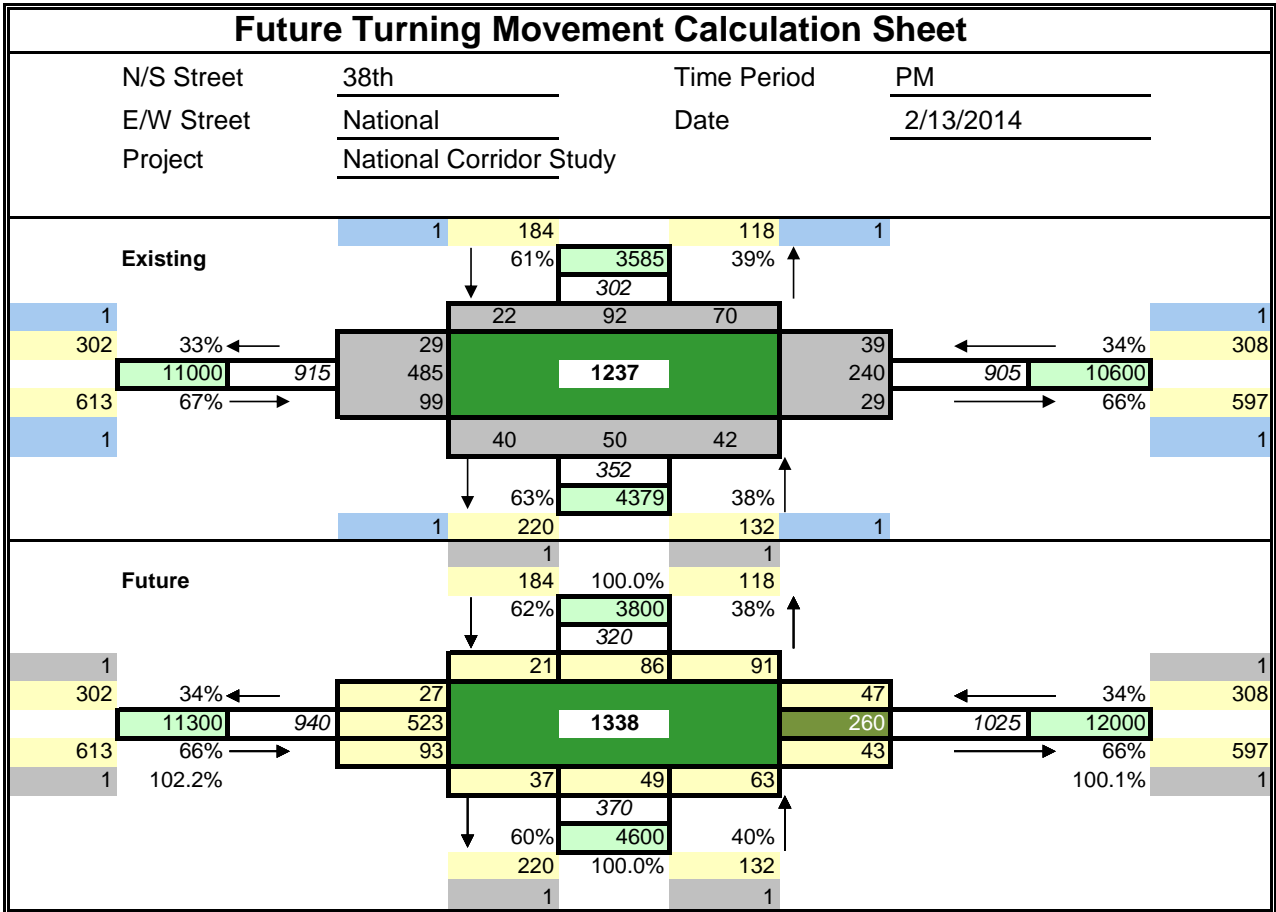 Future Turning Movement Calculation Sheet
N/S Street 38th Time Period PM
E/W Street National Date 2/13/2014
Project National Corridor Study
1 184 118 1
Existing 61% 3585 39%
302
1 22 92 70 1
302 33% 29 39 34% 308
11000 915 485 1237 240 905 10600
613 67% 99 29 66% 597
1 40 50 42 1
352
63% 4379 38%
1 220 132 1
1 1
Future 184 100.0% 118
62% 3800 38%
320
1 21 86 91 1
302 34% 27 47 34% 308
11300 940 523 1338 260 1025 12000
613 66% 93 43 66% 597
1 102.2% 37 49 63 100.1% 1
370
60% 4600 40%
220 100.0% 132
1 1